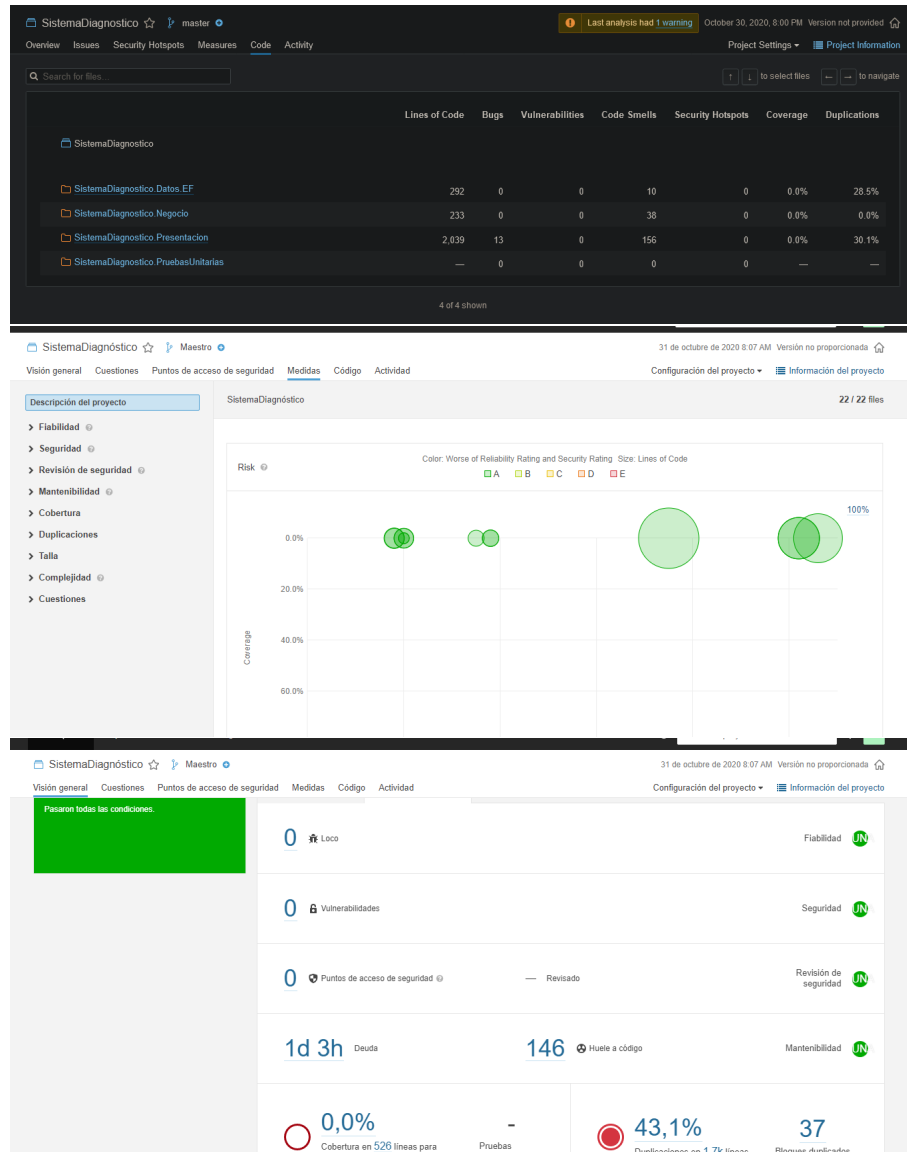 SistemaDiagnostico master
Last analysis had 1 warning October 30, 2020, 8:00 PM Version not provided
Overview Issues Security Hotspots Measures Code Activity Project Settings Project Information
Search for files... ↑ ↓ to select files ← → to navigate
Lines of Code Bugs Vulnerabilities Code Smells Security Hotspots Coverage Duplications
SistemaDiagnostico
SistemaDiagnostico.Datos.EF 292 0 0 10 0 0.0% 28.5%
SistemaDiagnostico.Negocio 233 0 0 38 0 0.0% 0.0%
SistemaDiagnostico.Presentacion 2,039 13 0 156 0 0.0% 30.1%
SistemaDiagnostico.PruebasUnitarias — 0 0 0 0 — —
4 of 4 shown
SistemaDiagnóstico Maestro 31 de octubre de 2020 8:07 AM Versión no proporcionada
Visión general Cuestiones Puntos de acceso de seguridad Medidas Código Actividad Configuración del proyecto Información del proyecto
Descripción del proyecto SistemaDiagnóstico 22 / 22 files
Fiabilidad
Seguridad
Revisión de seguridad
Mantenibilidad
Cobertura
Duplicaciones
Talla
Complejidad
Cuestiones
Risk Color: Worse of Reliability Rating and Security Rating Size: Lines of Code
A B C D E
100%
0.0%
20.0%
40.0%
60.0%
Coverage
SistemaDiagnóstico Maestro 31 de octubre de 2020 8:07 AM Versión no proporcionada
Visión general Cuestiones Puntos de acceso de seguridad Medidas Código Actividad Configuración del proyecto Información del proyecto
Pasaron todas las condiciones.
0 Loco Fiabilidad UN
0 Vulnerabilidades Seguridad UN
0 Puntos de acceso de seguridad — Revisado Revisión de seguridad UN
1d 3h Deuda 146 Huele a código Mantenibilidad UN
0,0% - 43,1% 37
Cobertura en 526 líneas para Pruebas Duplicaciones en 1.7k líneas Bloques duplicados